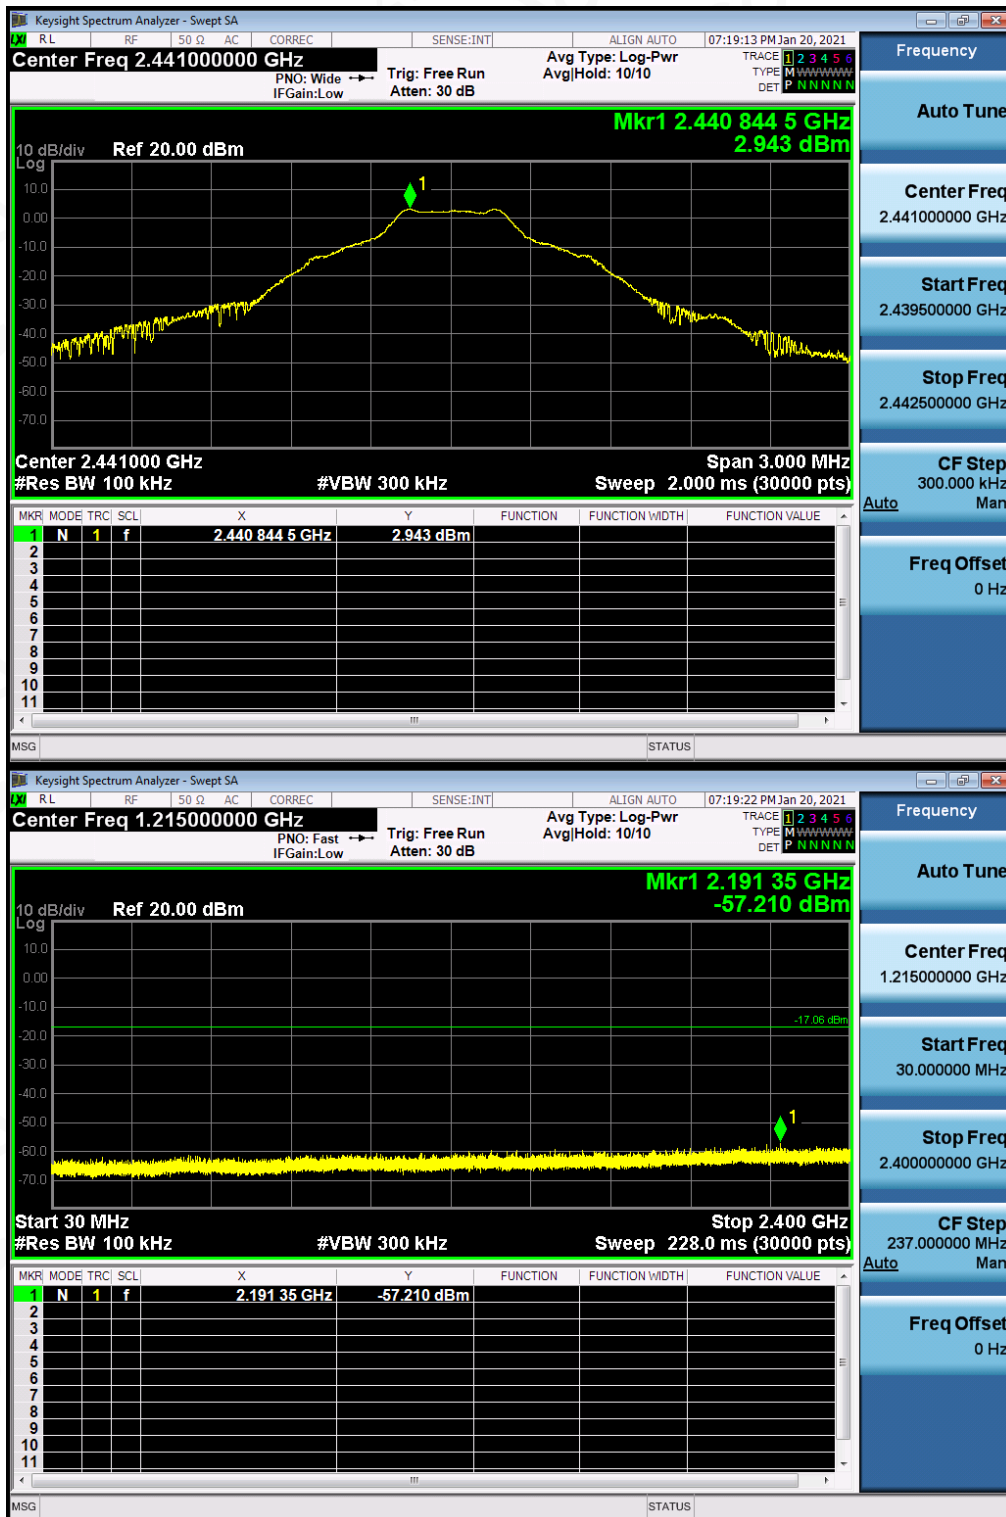 Keysight Spectrum Analyzer - Swept SA
LXI RL RF 50 Ω AC CORREC SENSE:INT ALIGN AUTO 07:19:13 PM Jan 20, 2021
Center Freq 2.441000000 GHz
PNO: Wide
IFGain:Low
Trig: Free Run
Atten: 30 dB
Avg Type: Log-Pwr
Avg|Hold: 10/10
TRACE 1 2 3 4 5 6
TYPE M WWWWW
DET P N N N N N
Mkr1 2.440 844 5 GHz
2.943 dBm
10 dB/div Ref 20.00 dBm
Log
10.0
0.00
-10.0
-20.0
-30.0
-40.0
-50.0
-60.0
-70.0
1
Center 2.441000 GHz Span 3.000 MHz
#Res BW 100 kHz #VBW 300 kHz Sweep 2.000 ms (30000 pts)
MKR MODE TRC SCL X Y FUNCTION FUNCTION WIDTH FUNCTION VALUE
1 N 1 f 2.440 844 5 GHz 2.943 dBm
2
3
4
5
6
7
8
9
10
11
MSG STATUS
Frequency
Auto Tune
Center Freq
2.441000000 GHz
Start Freq
2.439500000 GHz
Stop Freq
2.442500000 GHz
CF Step
300.000 kHz
Auto Man
Freq Offset
0 Hz
Keysight Spectrum Analyzer - Swept SA
LXI RL RF 50 Ω AC CORREC SENSE:INT ALIGN AUTO 07:19:22 PM Jan 20, 2021
Center Freq 1.215000000 GHz
PNO: Fast
IFGain:Low
Trig: Free Run
Atten: 30 dB
Avg Type: Log-Pwr
Avg|Hold: 10/10
TRACE 1 2 3 4 5 6
TYPE M WWWWW
DET P N N N N N
Mkr1 2.191 35 GHz
-57.210 dBm
10 dB/div Ref 20.00 dBm
Log
10.0
0.00
-10.0
-20.0
-30.0
-40.0
-50.0
-60.0
-70.0
-17.06 dBm
1
Start 30 MHz Stop 2.400 GHz
#Res BW 100 kHz #VBW 300 kHz Sweep 228.0 ms (30000 pts)
MKR MODE TRC SCL X Y FUNCTION FUNCTION WIDTH FUNCTION VALUE
1 N 1 f 2.191 35 GHz -57.210 dBm
2
3
4
5
6
7
8
9
10
11
MSG STATUS
Frequency
Auto Tune
Center Freq
1.215000000 GHz
Start Freq
30.000000 MHz
Stop Freq
2.400000000 GHz
CF Step
237.000000 MHz
Auto Man
Freq Offset
0 Hz